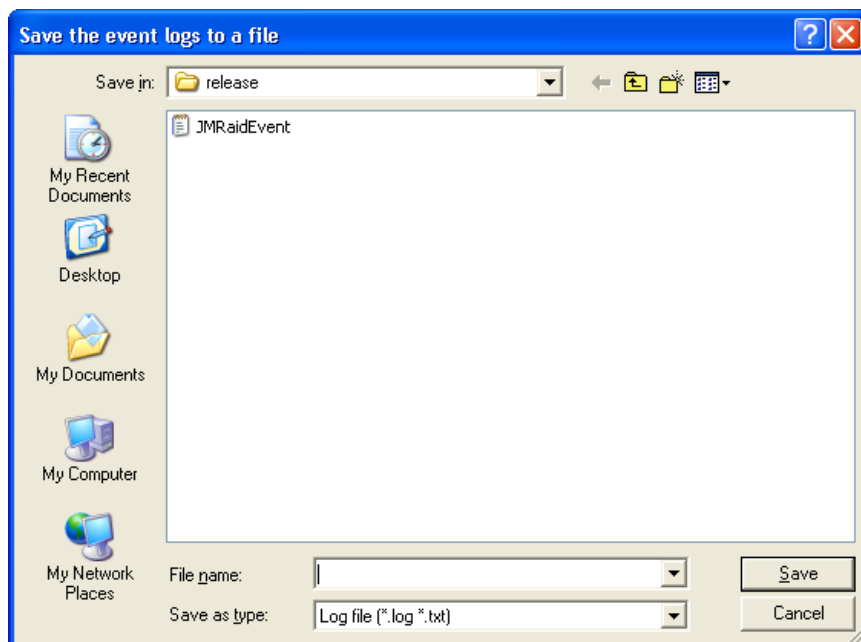 Save the event logs to a file
Save in:
release
JMRaidEvent
My Recent
Documents
Desktop
My Documents
My Computer
My Network
Places
File name:
Save
Save as type:
Log file (*.log *.txt)
Cancel